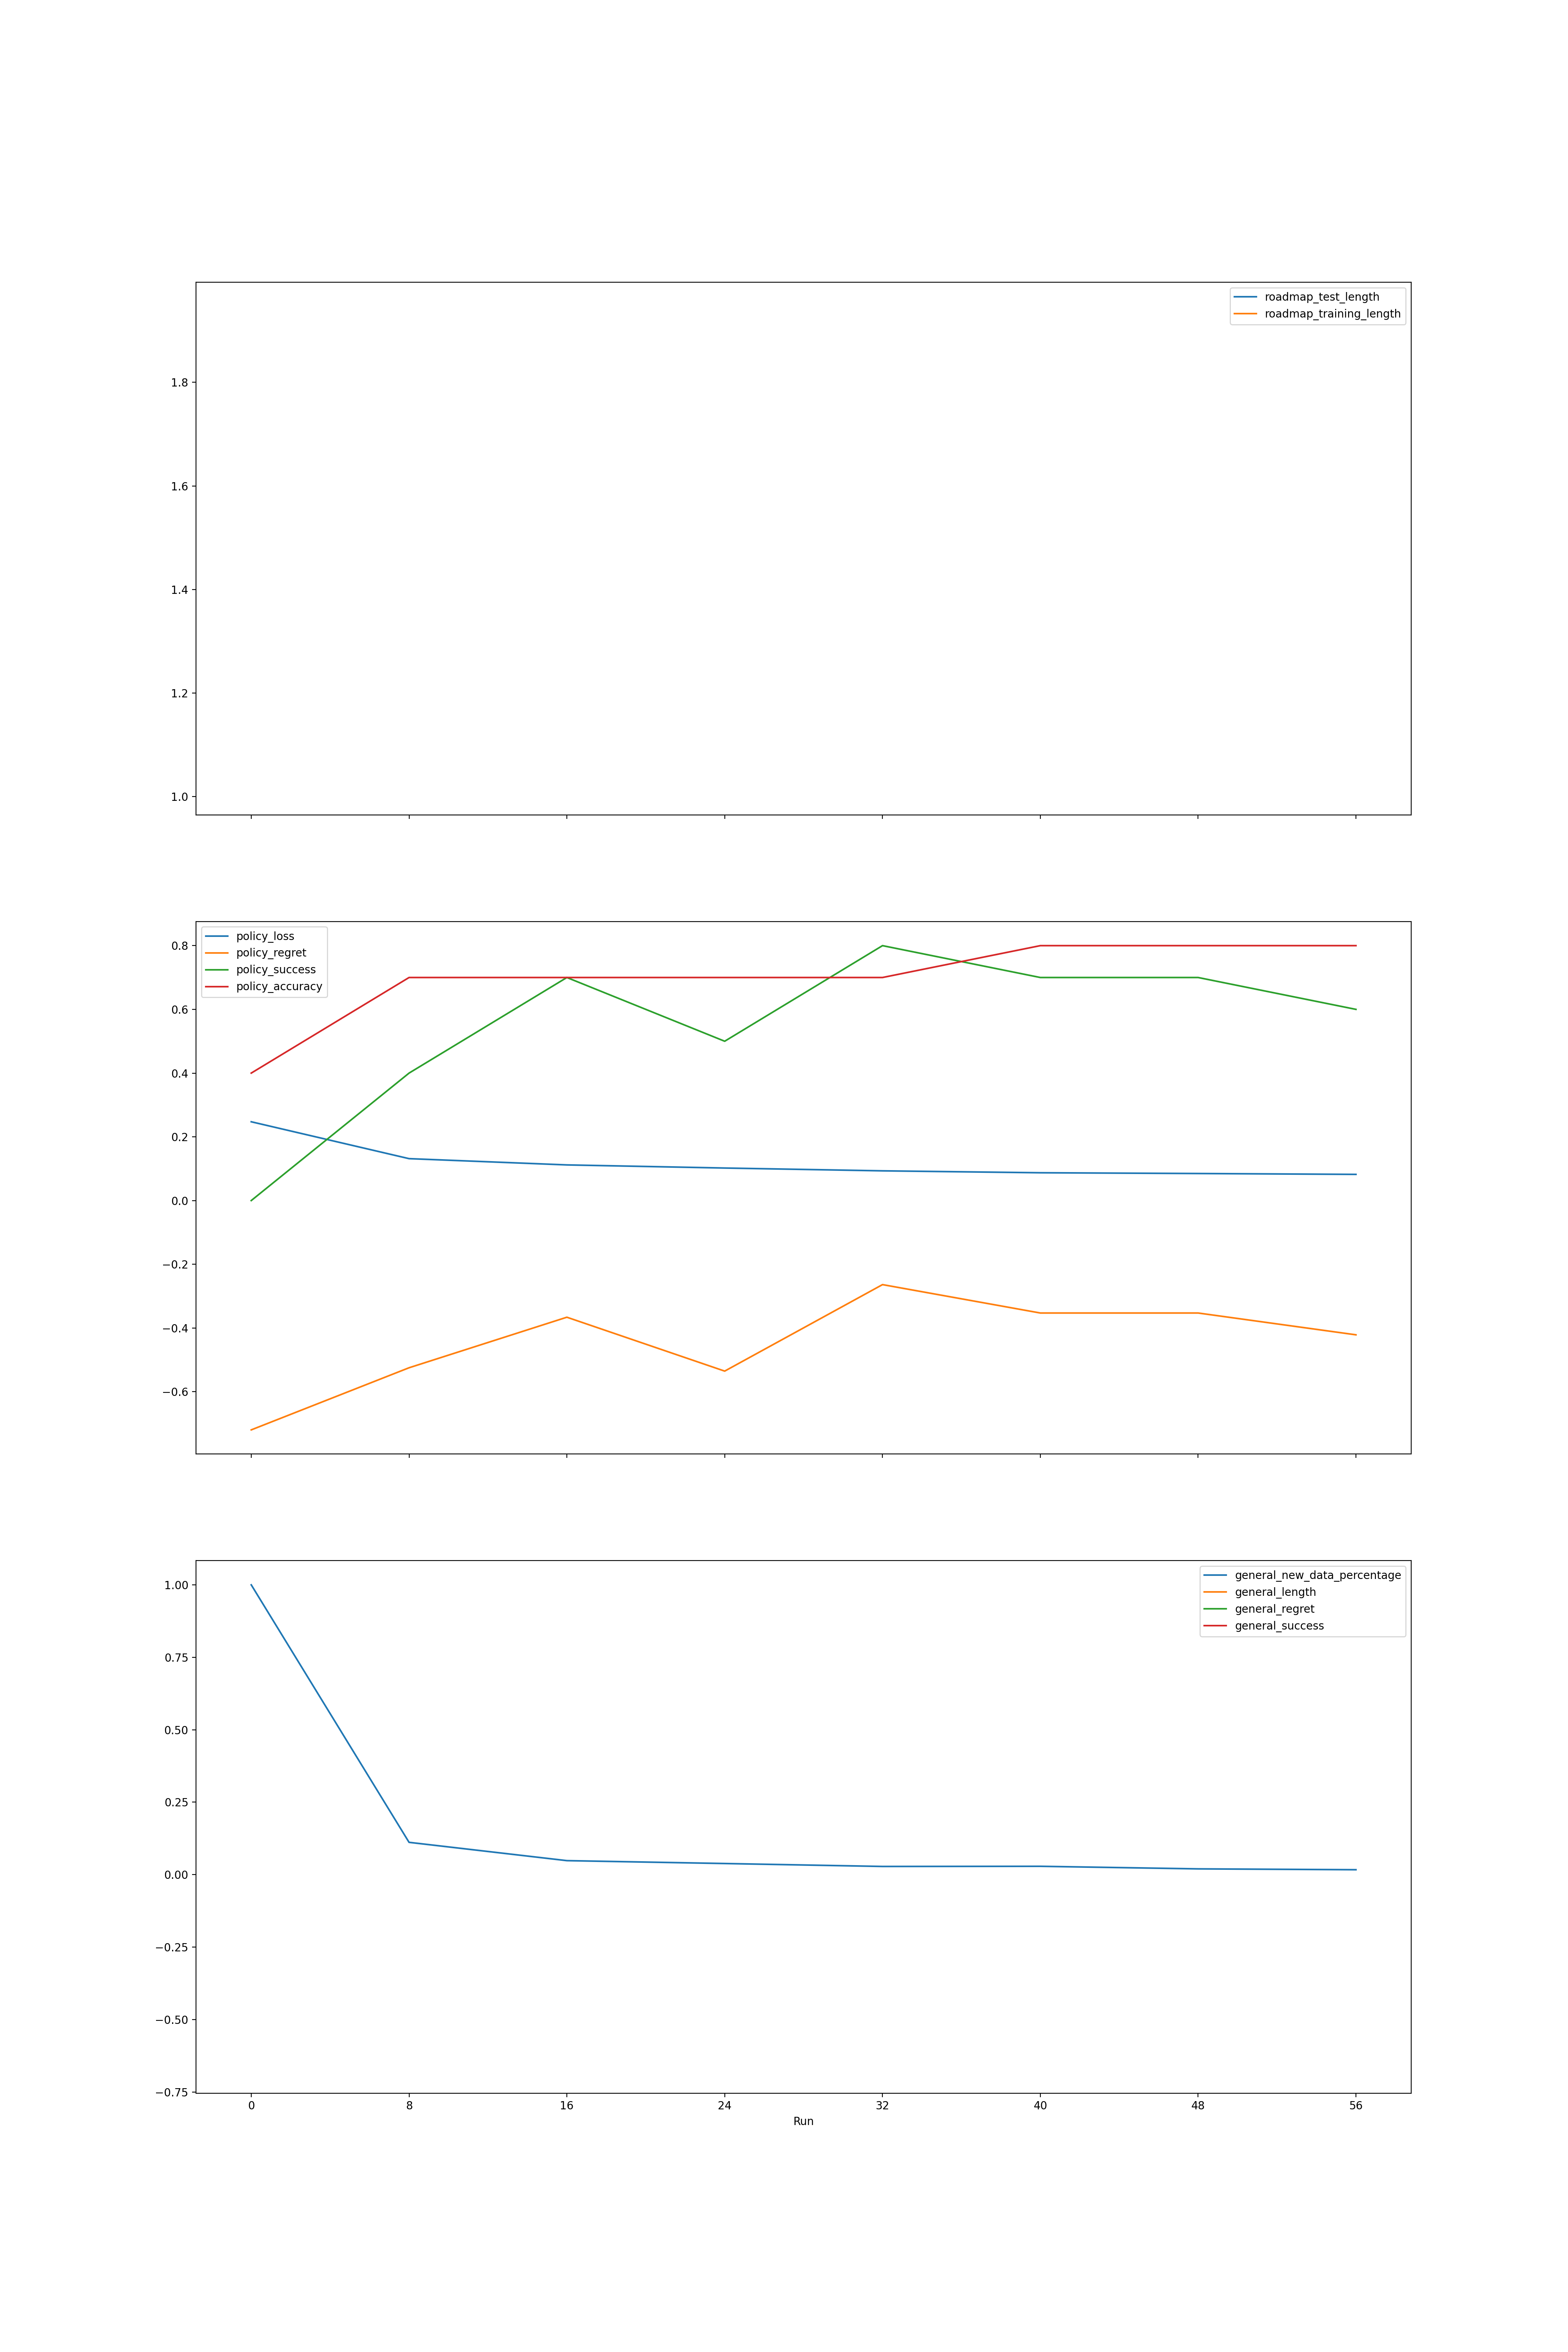 roadmap_test_length
roadmap_training_length
1.8
1.6
1.4
1.2
1.0
policy_loss
policy_regret
policy_success
policy_accuracy
0.8
0.6
0.4
0.2
0.0
−0.2
−0.4
−0.6
general_new_data_percentage
general_length
general_regret
general_success
1.00
0.75
0.50
0.25
0.00
−0.25
−0.50
−0.75
0 8 16 24 32 40 48 56
Run